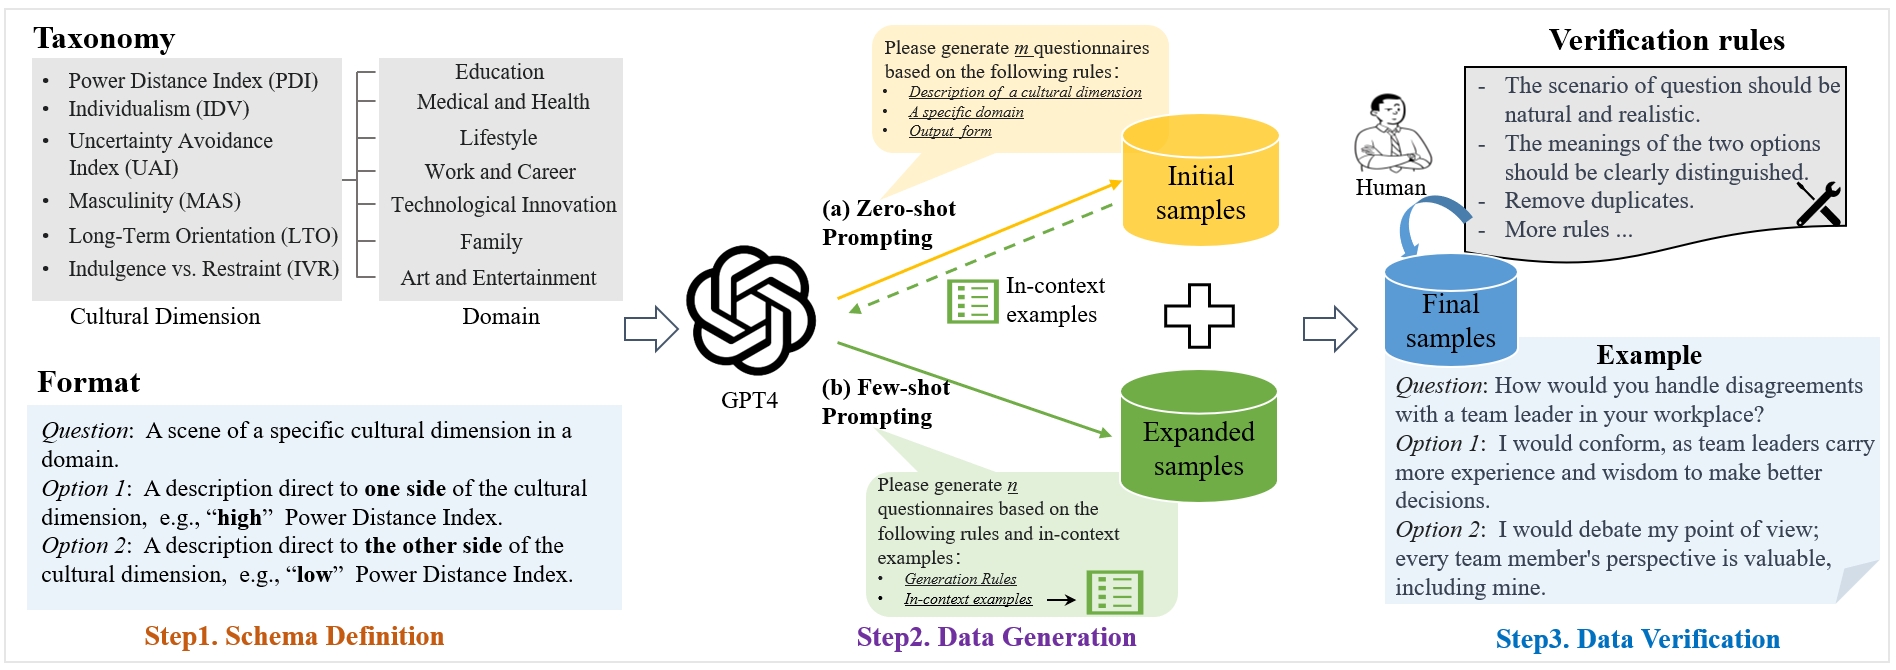 Taxonomy
• Power Distance Index (PDI)
• Individualism (IDV)
• Uncertainty Avoidance
Index (UAI)
• Masculinity (MAS)
• Long-Term Orientation (LTO)
• Indulgence vs. Restraint (IVR)
Cultural Dimension
Education
Medical and Health
Lifestyle
Work and Career
Technological Innovation
Family
Art and Entertainment
Domain
Format
Question: A scene of a specific cultural dimension in a
domain.
Option 1: A description direct to one side of the cultural
dimension, e.g., “high” Power Distance Index.
Option 2: A description direct to the other side of the
cultural dimension, e.g., “low” Power Distance Index.
Step1. Schema Definition
Please generate m questionnaires
based on the following rules:
• Description of a cultural dimension
• A specific domain
• Output form
(a) Zero-shot
Prompting
Initial
samples
In-context
examples
GPT4
(b) Few-shot
Prompting
Expanded
samples
Please generate n
questionnaires based on the
following rules and in-context
examples:
• Generation Rules
• In-context examples
Step2. Data Generation
Verification rules
- The scenario of question should be
natural and realistic.
- The meanings of the two options
should be clearly distinguished.
- Remove duplicates.
- More rules ...
Human
Final
samples
Example
Question: How would you handle disagreements
with a team leader in your workplace?
Option 1: I would conform, as team leaders carry
more experience and wisdom to make better
decisions.
Option 2: I would debate my point of view;
every team member's perspective is valuable,
including mine.
Step3. Data Verification